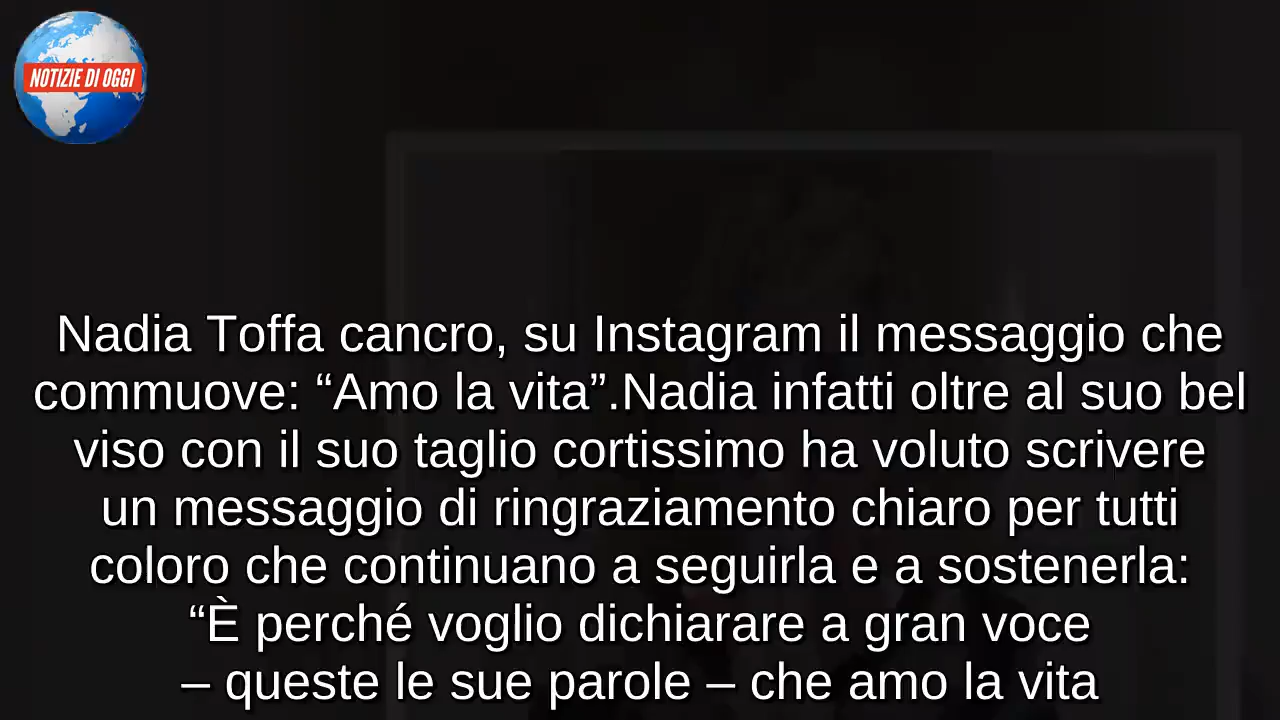 NOTIZIE DI OGGI
Nadia Toffa cancro, su Instagram il messaggio che
commuove: “Amo la vita”.Nadia infatti oltre al suo bel
viso con il suo taglio cortissimo ha voluto scrivere
un messaggio di ringraziamento chiaro per tutti
coloro che continuano a seguirla e a sostenerla:
“È perché voglio dichiarare a gran voce
– queste le sue parole – che amo la vita